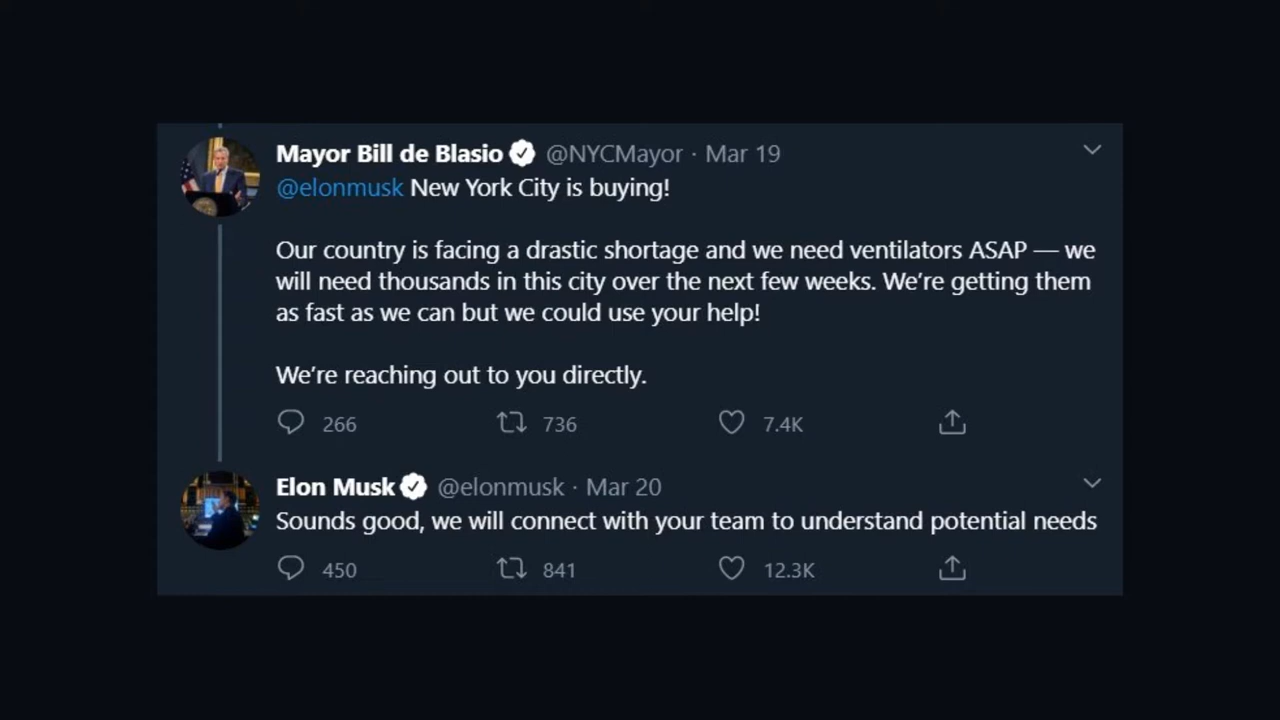 Mayor Bill de Blasio @NYCMayor · Mar 19
@elonmusk New York City is buying!
Our country is facing a drastic shortage and we need ventilators ASAP — we
will need thousands in this city over the next few weeks. We're getting them
as fast as we can but we could use your help!
We're reaching out to you directly.
266 736 7.4K
Elon Musk @elonmusk · Mar 20
Sounds good, we will connect with your team to understand potential needs
450 841 12.3K